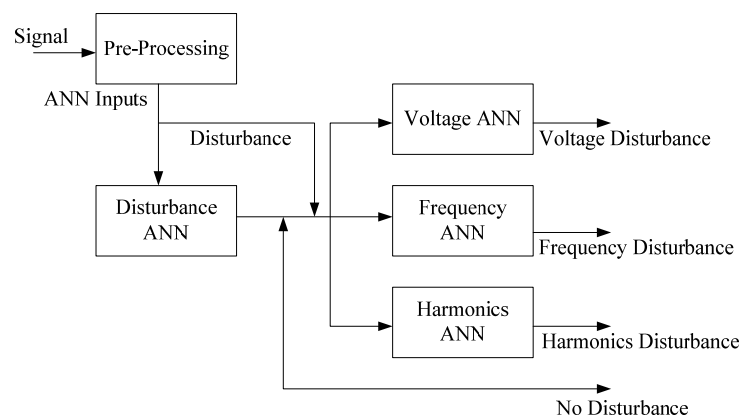 Signal
Pre-Processing
ANN Inputs
Disturbance
Voltage ANN
Voltage Disturbance
Disturbance
ANN
Frequency
ANN
Frequency Disturbance
Harmonics
ANN
Harmonics Disturbance
No Disturbance